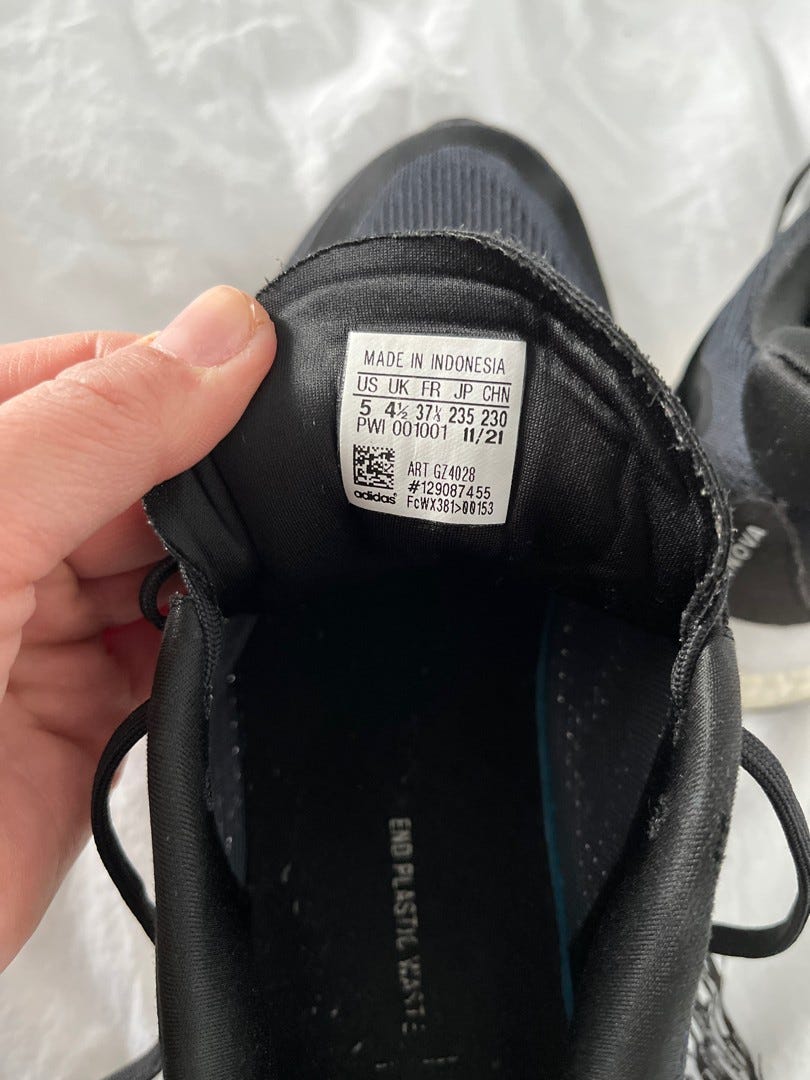 MADE IN INDONESIA
US UK FR JP CHN
5 4½ 37⅓ 235 230
PWI 001001 11/21
ART GZ4028
#129087455
adidas® FcWX381>00153
NOVA
END PLASTIC WASTE